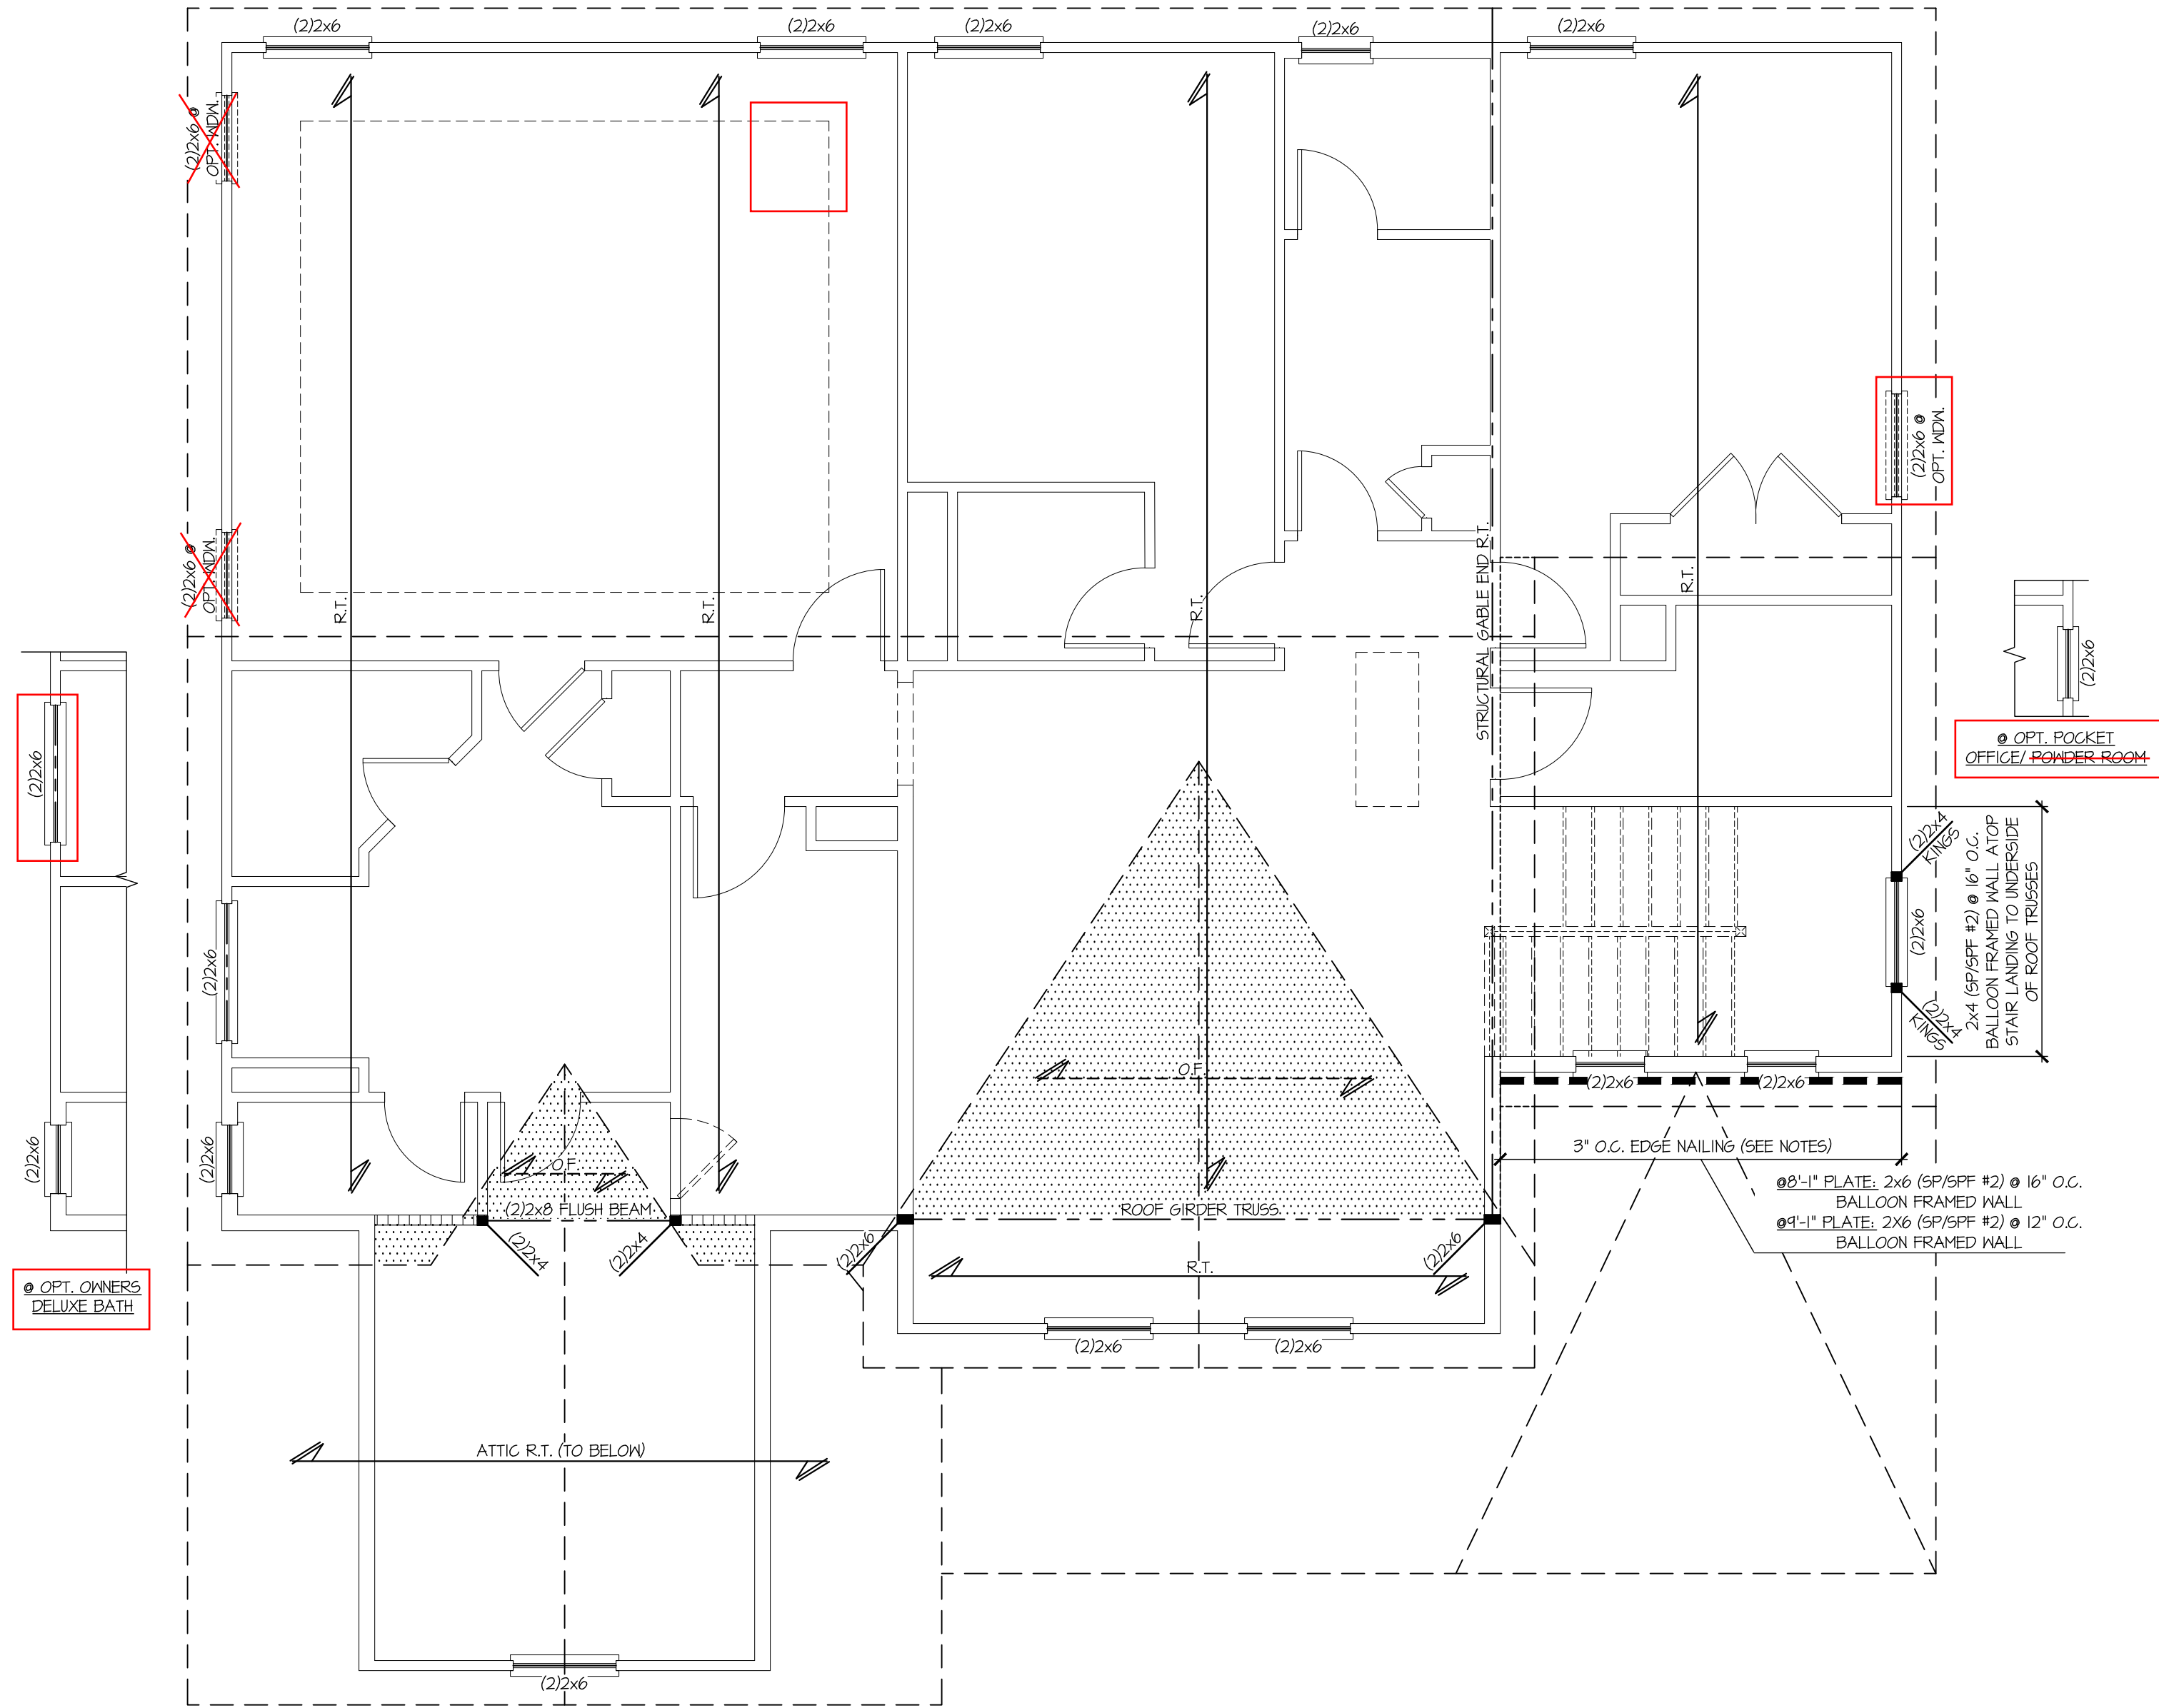 (2)2x6
(2)2x6
(2)2x6
(2)2x6
(2)2x6
(2)2x6 @
OPT. WDW.
(2)2x6 @
OPT. WDW.
R.T.
R.T.
R.T.
R.T.
STRUCTURAL GABLE END R.T.
(2)2x6 @
OPT. WDW.
(2)2x6
@ OPT. POCKET
OFFICE/ POWDER ROOM
(2)2x6
(2)2x6
@ OPT. OWNERS
DELUXE BATH
(2)2x6
(2)2x6
(2)2x4
KINGS
(2)2x6
(2)2x4
KINGS
2x4 (SP/SPF #2) @ 16" O.C.
BALLOON FRAMED WALL ATOP
STAIR LANDING TO UNDERSIDE
OF ROOF TRUSSES
O.F.
(2)2x6
(2)2x6
3" O.C. EDGE NAILING (SEE NOTES)
O.F.
(2)2x8 FLUSH BEAM
ROOF GIRDER TRUSS
@8'-1" PLATE: 2x6 (SP/SPF #2) @ 16" O.C.
BALLOON FRAMED WALL
@9'-1" PLATE: 2X6 (SP/SPF #2) @ 12" O.C.
BALLOON FRAMED WALL
(2)2x4
(2)2x4
(2)2x6
(2)2x6
R.T.
(2)2x6
(2)2x6
ATTIC R.T. (TO BELOW)
(2)2x6